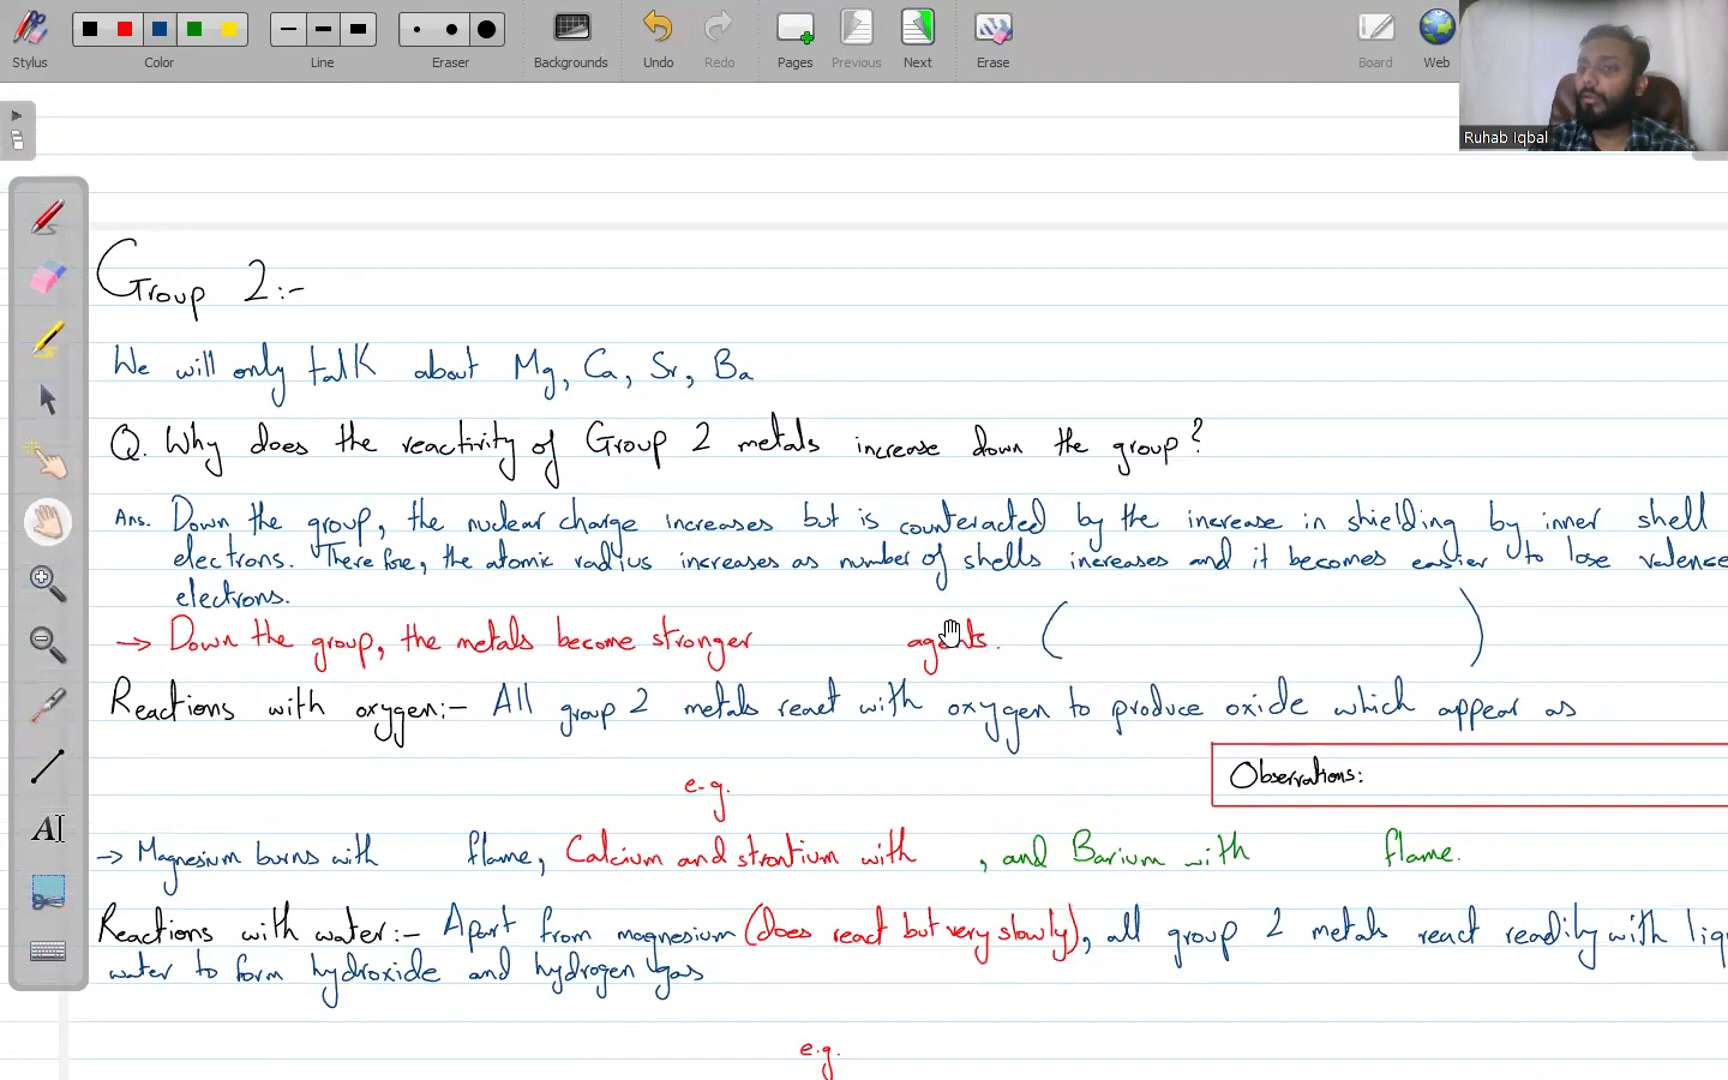 Stylus
Color
Line
Eraser
Backgrounds
Undo
Redo
Pages
Previous
Next
Erase
Board
Web
Ruhab Iqbal
Group 2:-
We will only talk about Mg, Ca, Sr, Ba
Q. Why does the reactivity of Group 2 metals increase down the group?
Ans. Down the group, the nuclear charge increases but is counteracted by the increase in shielding by inner shell
electrons. Therefore, the atomic radius increases as number of shells increases and it becomes easier to lose valence
electrons.
→ Down the group, the metals become stronger agents. ( )
Reactions with oxygen:- All group 2 metals react with oxygen to produce oxide which appear as
Observations:
e.g.
→ Magnesium burns with flame, Calcium and strontium with , and Barium with flame.
Reactions with water:- Apart from magnesium (does react but very slowly), all group 2 metals react readily with liq
water to form hydroxide and hydrogen gas
e.g.